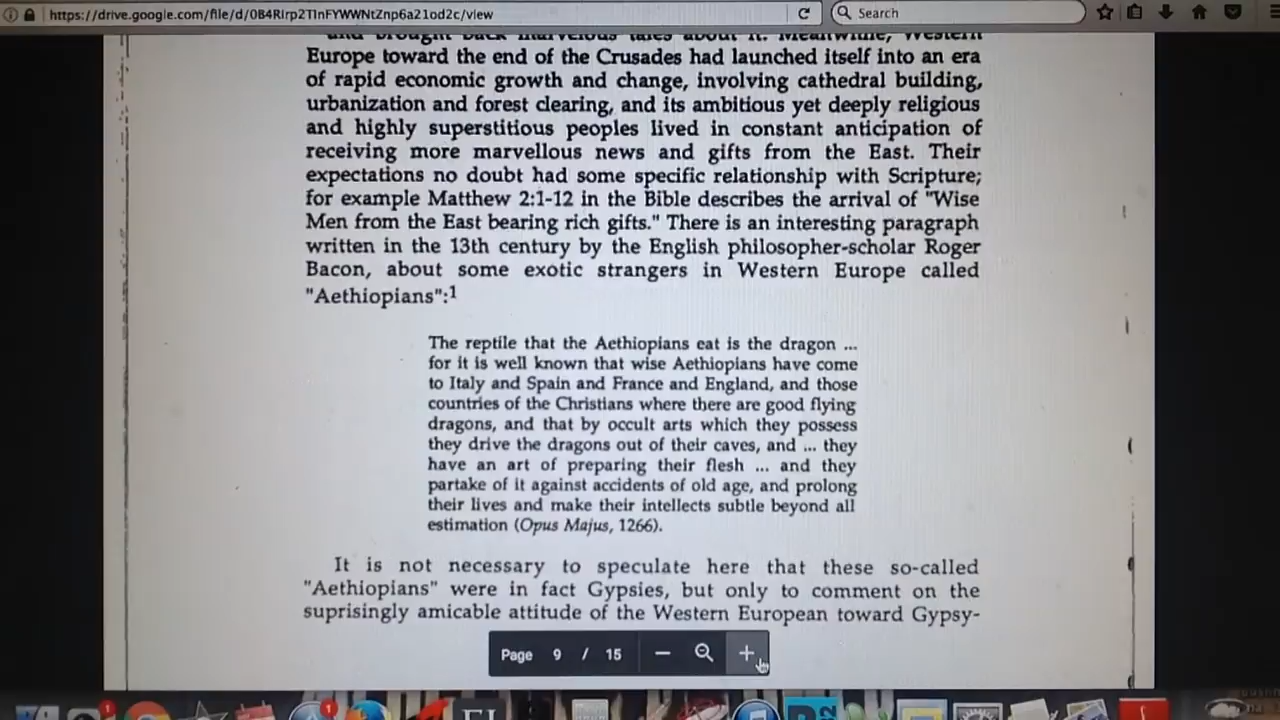 https://drive.google.com/file/d/0B4RIrp2TlnFYWWNtZnp6a21od2c/view
Search
and brought back marvelous tales about it. Meanwhile, Western
Europe toward the end of the Crusades had launched itself into an era
of rapid economic growth and change, involving cathedral building,
urbanization and forest clearing, and its ambitious yet deeply religious
and highly superstitious peoples lived in constant anticipation of
receiving more marvellous news and gifts from the East. Their
expectations no doubt had some specific relationship with Scripture;
for example Matthew 2:1-12 in the Bible describes the arrival of "Wise
Men from the East bearing rich gifts." There is an interesting paragraph
written in the 13th century by the English philosopher-scholar Roger
Bacon, about some exotic strangers in Western Europe called
"Aethiopians":1
The reptile that the Aethiopians eat is the dragon ...
for it is well known that wise Aethiopians have come
to Italy and Spain and France and England, and those
countries of the Christians where there are good flying
dragons, and that by occult arts which they possess
they drive the dragons out of their caves, and ... they
have an art of preparing their flesh ... and they
partake of it against accidents of old age, and prolong
their lives and make their intellects subtle beyond all
estimation (Opus Majus, 1266).
It is not necessary to speculate here that these so-called
"Aethiopians" were in fact Gypsies, but only to comment on the
suprisingly amicable attitude of the Western European toward Gypsy-
Page 9 / 15